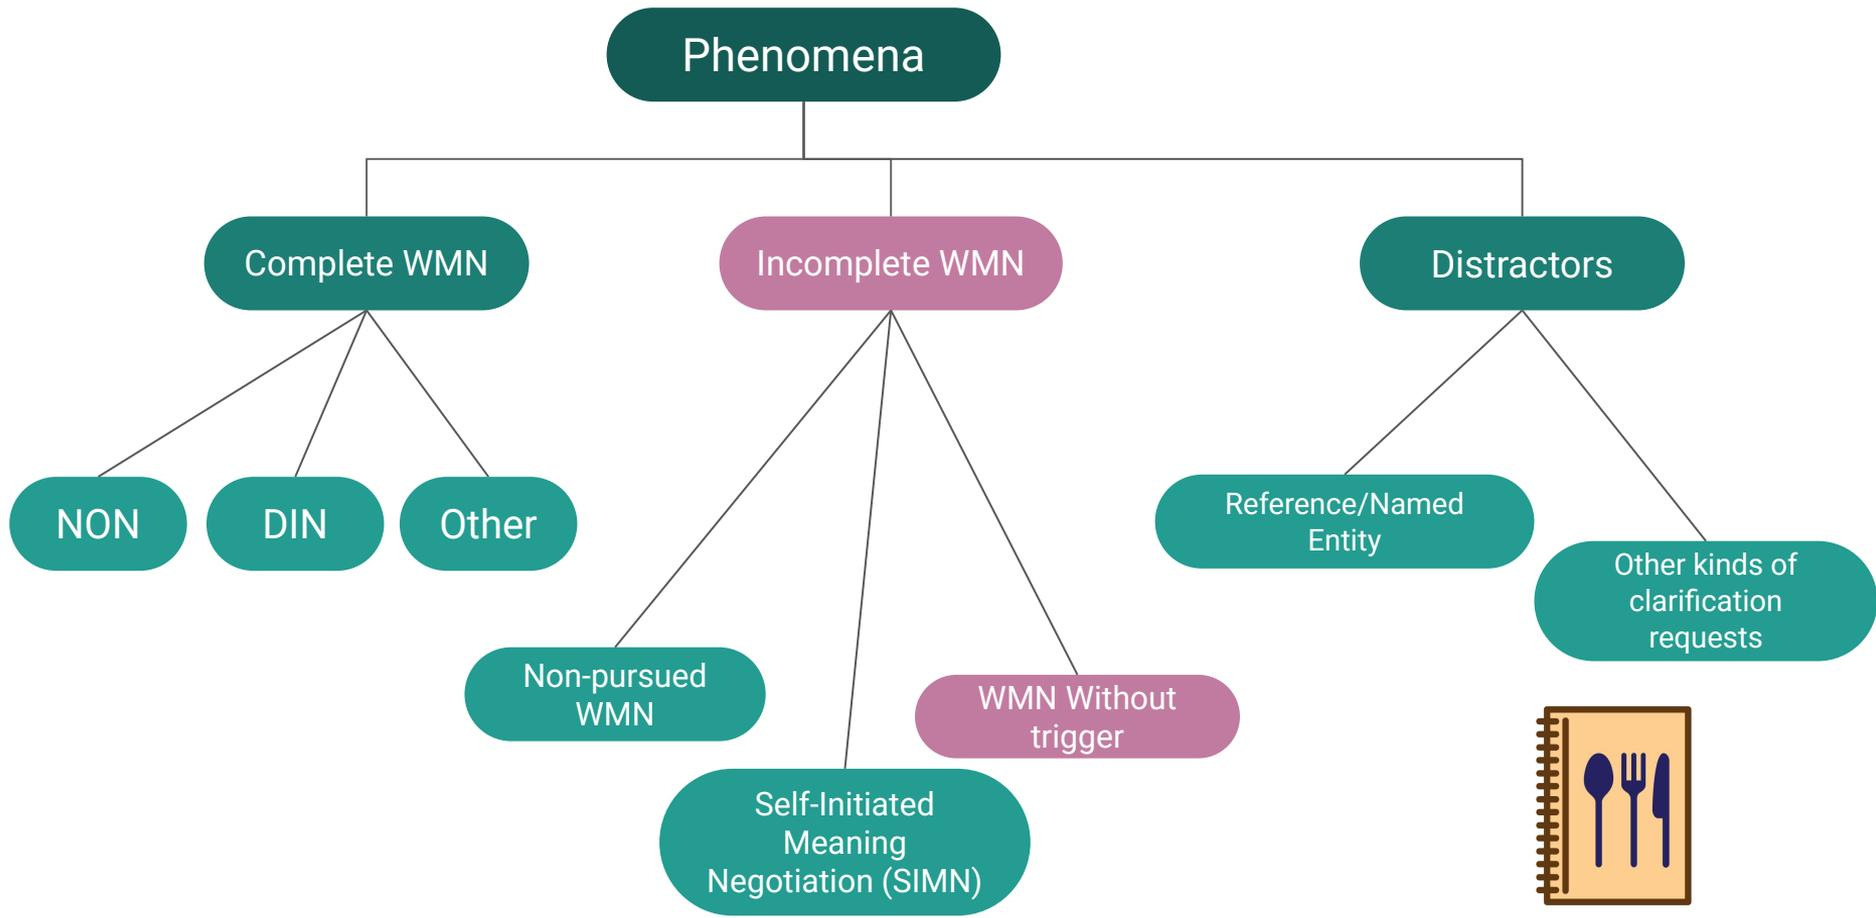 Phenomena
Complete WMN
Incomplete WMN
Distractors
NON
DIN
Other
Reference/Named
Entity
Other kinds of
clarification
requests
Non-pursued
WMN
WMN Without
trigger
Self-Initiated
Meaning
Negotiation (SIMN)